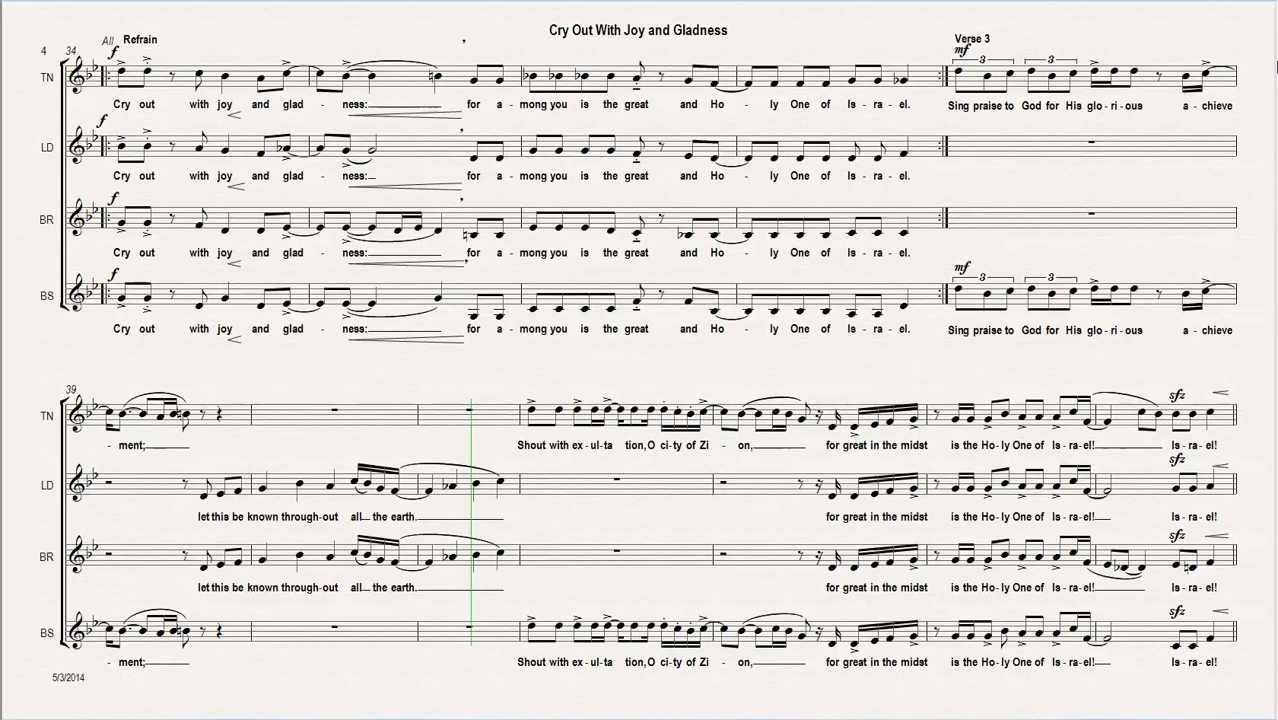 Cry Out With Joy and Gladness
All Refrain Verse 3
4 34 f mf
TN 3 3
Cry out with joy and glad - ness: for a - mong you is the great and Ho - ly One of Is - ra - el. Sing praise to God for His glo - ri - ous a - chieve
f
LD
Cry out with joy and glad - ness: for a - mong you is the great and Ho - ly One of Is - ra - el.
f
BR
Cry out with joy and glad - ness: for a - mong you is the great and Ho - ly One of Is - ra - el.
f mf
BS 3 3
Cry out with joy and glad - ness: for a - mong you is the great and Ho - ly One of Is - ra - el. Sing praise to God for His glo - ri - ous a - chieve
39 sfz
TN
- ment; Shout with ex - ul - ta tion, O ci - ty of Zi - on, for great in the midst is the Ho - ly One of Is - ra - el! Is - ra - el!
sfz
LD
let this be known through - out all the earth. for great in the midst is the Ho - ly One of Is - ra - el! Is - ra - el!
sfz
BR
let this be known through - out all the earth. for great in the midst is the Ho - ly One of Is - ra - el! Is - ra - el!
sfz
BS
- ment; Shout with ex - ul - ta tion, O ci - ty of Zi - on, for great in the midst is the Ho - ly One of Is - ra - el! Is - ra - el!
5/3/2014